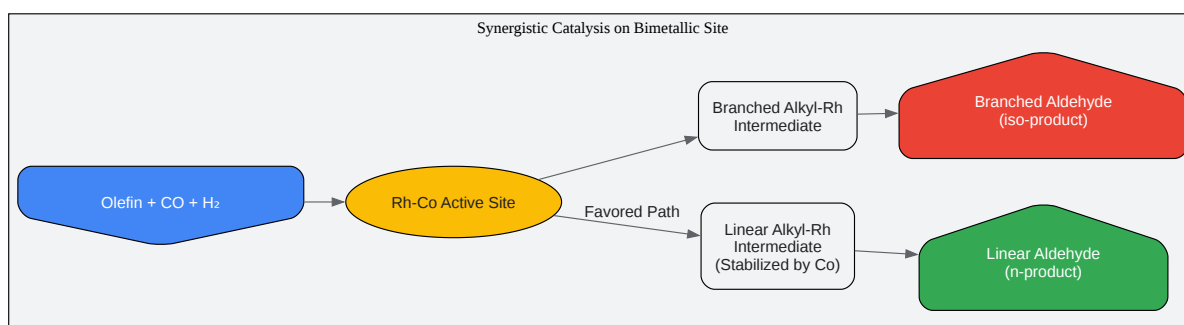 Synergistic Catalysis on Bimetallic Site
Olefin + CO + H₂
Rh-Co Active Site
Branched Alkyl-Rh
Intermediate
Branched Aldehyde
(iso-product)
Favored Path
Linear Alkyl-Rh
Intermediate
(Stabilized by Co)
Linear Aldehyde
(n-product)